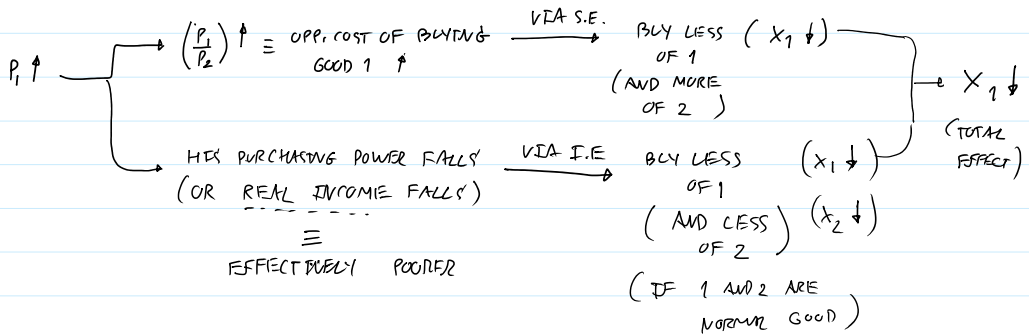 P₁ ↑
(P₁/P₂) ↑ ≡ OPP. COST OF BUYING
GOOD 1 ↑
VIA S.E.
BUY LESS (X₁ ↓)
OF 1
(AND MORE
OF 2)
X₁ ↓
(TOTAL
EFFECT)
HIS PURCHASING POWER FALLS
(OR REAL INCOME FALLS)
≡
EFFECTIVELY POORER
VIA I.E
BUY LESS (X₁ ↓)
OF 1
(AND LESS
OF 2) (X₂ ↓)
(IF 1 AND 2 ARE
NORMAL GOOD)